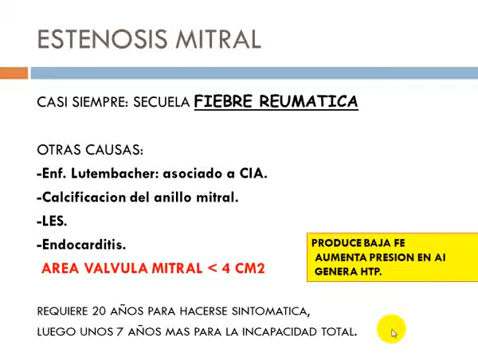 ESTENOSIS MITRAL
CASI SIEMPRE: SECUELA FIEBRE REUMATICA
OTRAS CAUSAS:
-Enf. Lutembacher: asociado a CIA.
-Calcificacion del anillo mitral.
-LES.
-Endocarditis.
AREA VALVULA MITRAL < 4 CM2
PRODUCE BAJA FE
AUMENTA PRESION EN AI
GENERA HTP.
REQUIERE 20 AÑOS PARA HACERSE SINTOMATICA,
LUEGO UNOS 7 AÑOS MAS PARA LA INCAPACIDAD TOTAL.